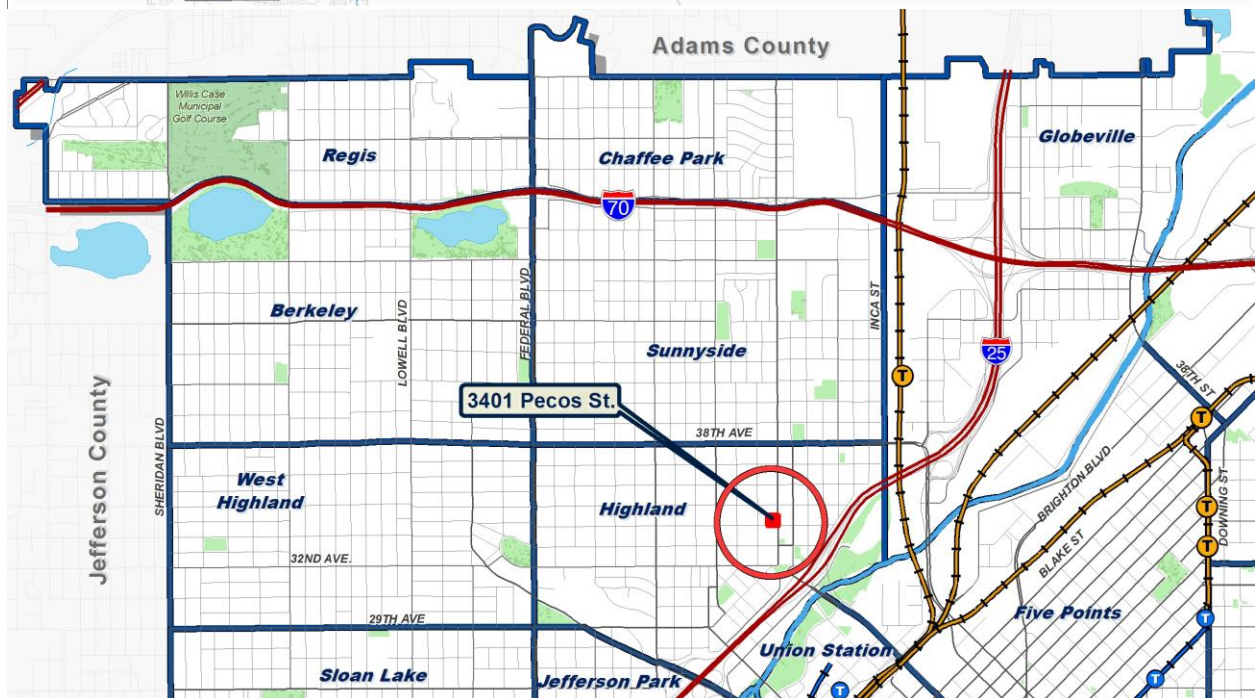 Adams County
Willis Case
Municipal
Golf Course
Regis
Chaffee Park
Globeville
70
Berkeley
LOWELL BLVD
FEDERAL BLVD
INCA ST
Sunnyside
25
T
38TH ST
3401 Pecos St.
T
Jefferson County
SHERIDAN BLVD
38TH AVE
West
Highland
Highland
BRIGHTON BLVD
BLAKE ST
DOWNING ST
T
T
32ND AVE.
29TH AVE
Five Points
T
Union Station
Sloan Lake
Jefferson Park
T
T